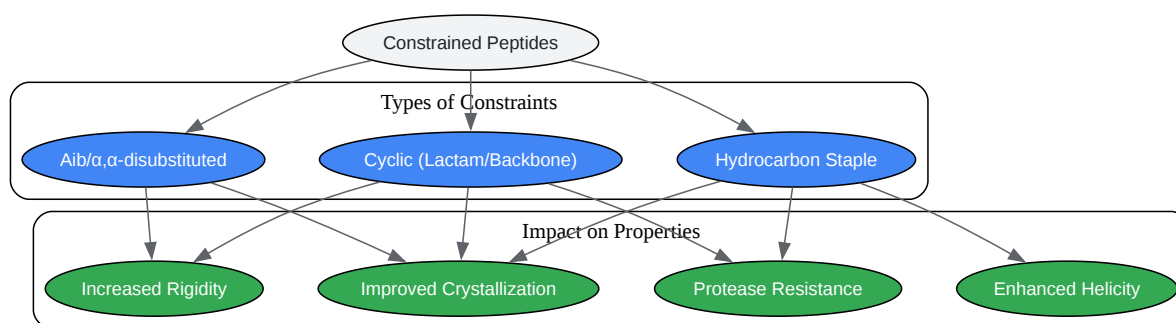 Constrained Peptides
Types of Constraints
Aib/α,α-disubstituted
Cyclic (Lactam/Backbone)
Hydrocarbon Staple
Impact on Properties
Increased Rigidity
Improved Crystallization
Protease Resistance
Enhanced Helicity